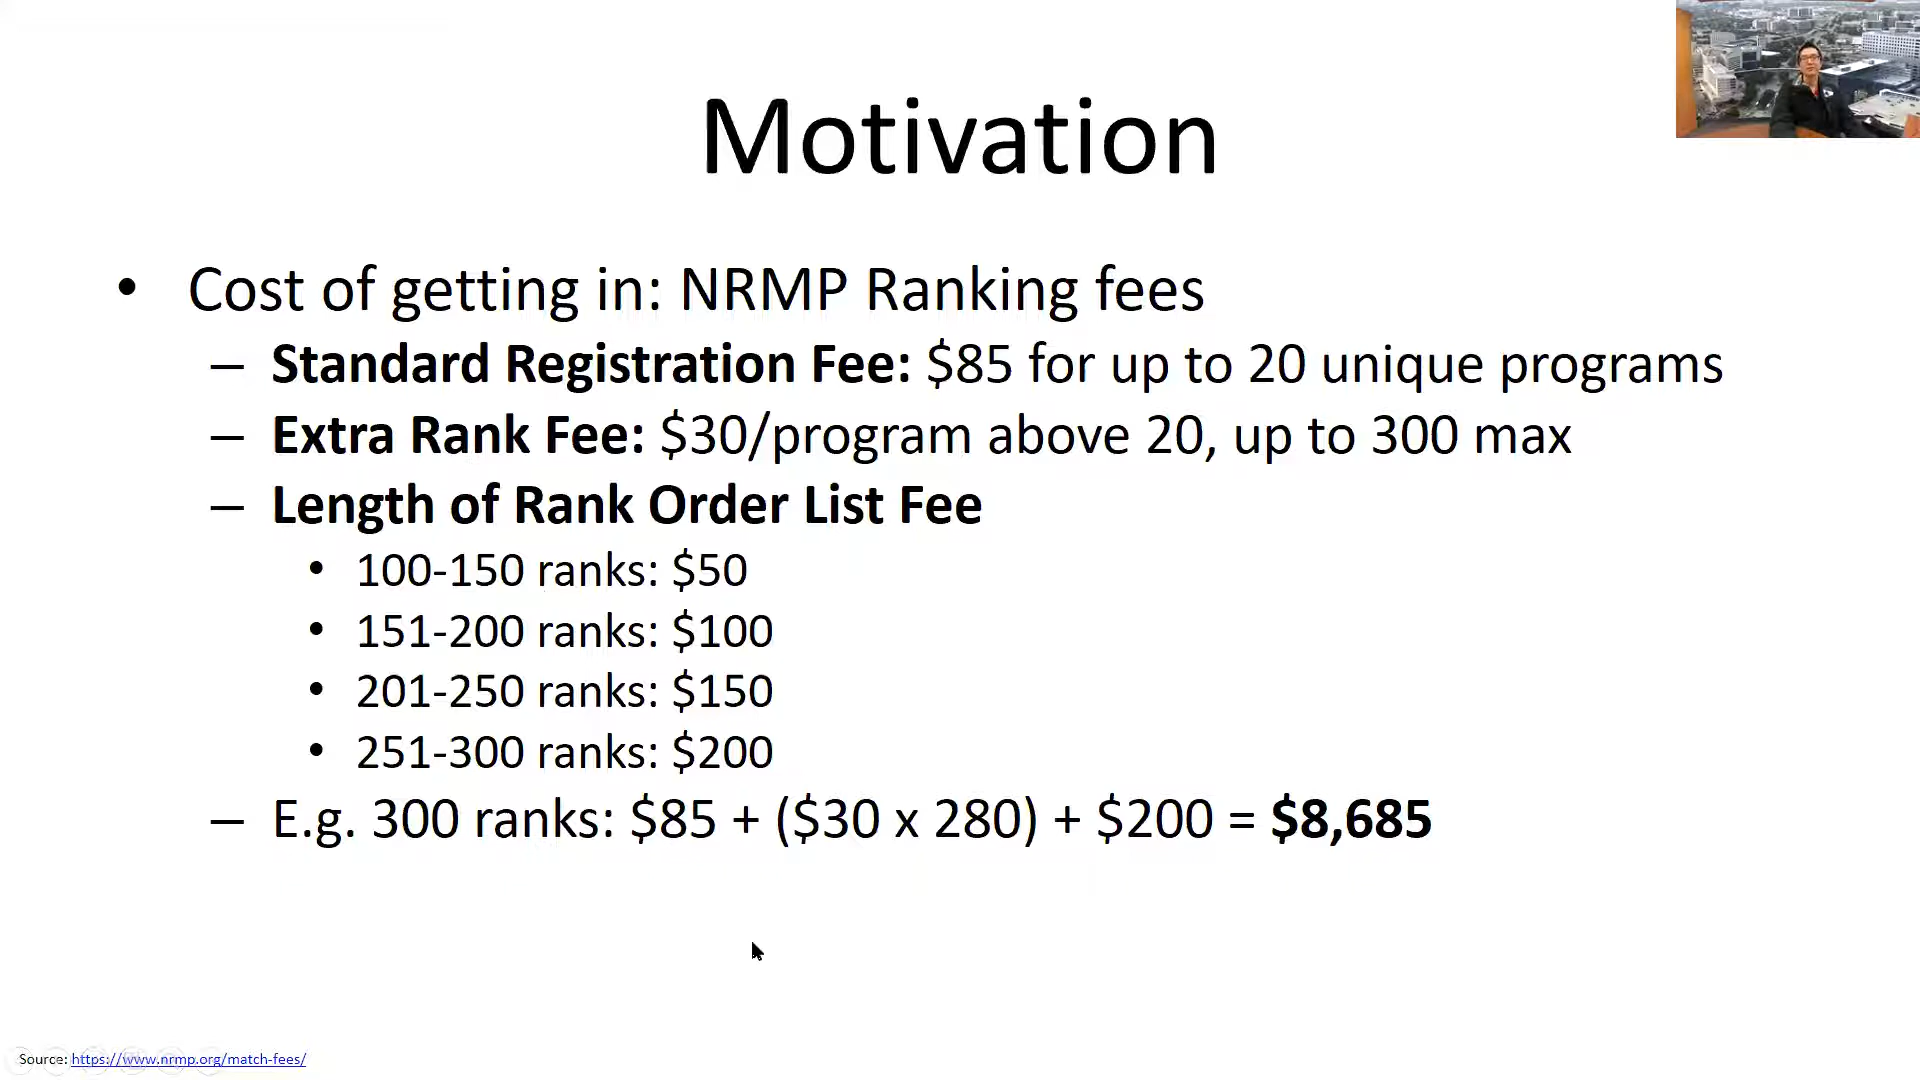 Motivation
• Cost of getting in: NRMP Ranking fees
– Standard Registration Fee: $85 for up to 20 unique programs
– Extra Rank Fee: $30/program above 20, up to 300 max
– Length of Rank Order List Fee
• 100-150 ranks: $50
• 151-200 ranks: $100
• 201-250 ranks: $150
• 251-300 ranks: $200
– E.g. 300 ranks: $85 + ($30 x 280) + $200 = $8,685
Source: https://www.nrmp.org/match-fees/